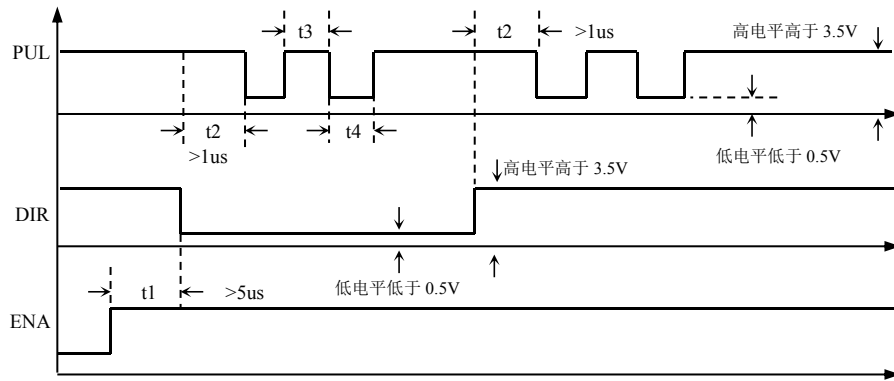 t3
t2
>1us
高电平高于 3.5V
PUL
t2
t4
>1us
低电平低于 0.5V
高电平高于 3.5V
DIR
t1
>5us
低电平低于 0.5V
ENA